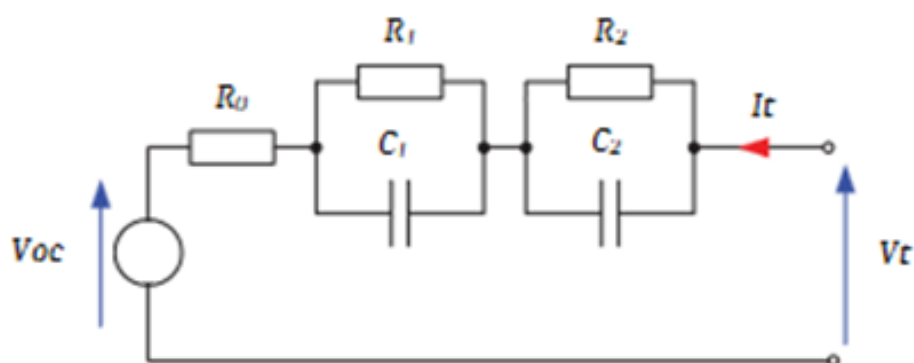 R₁
R₂
R₀
It
C₁
C₂
Voc
Vt